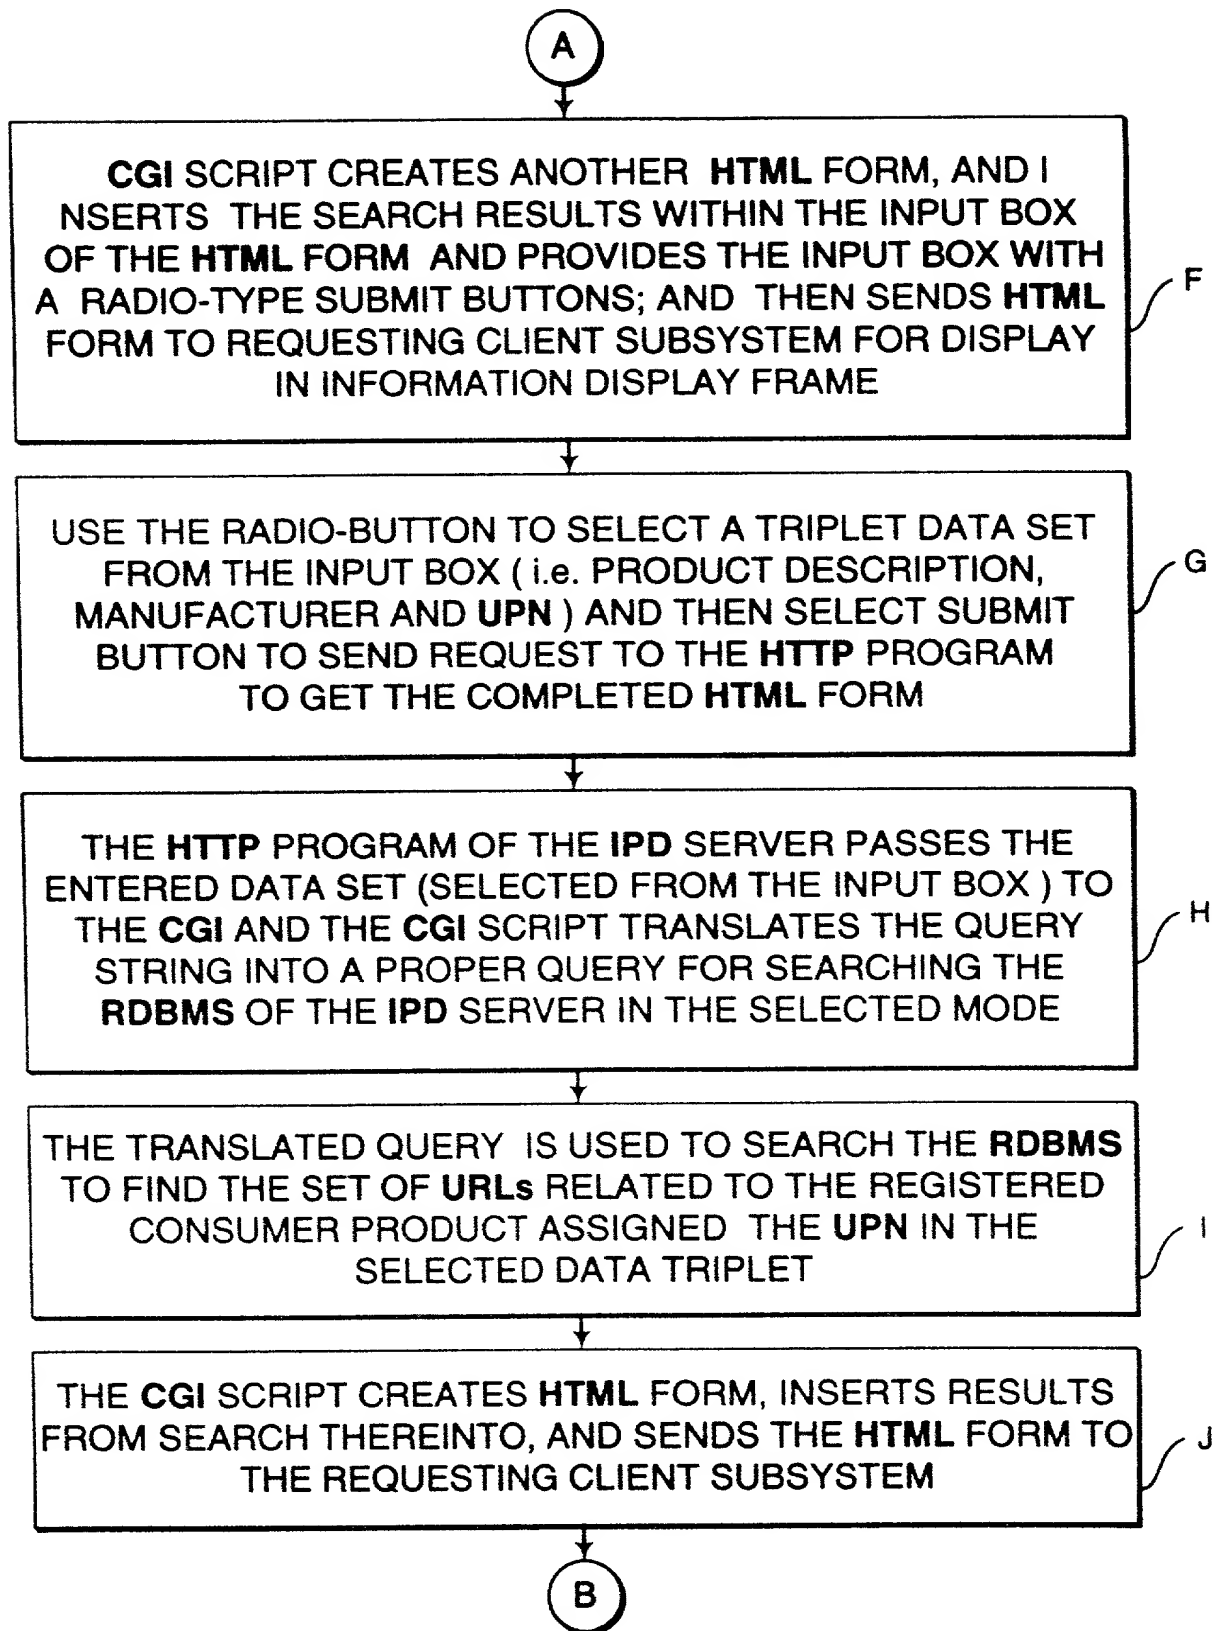 A
CGI SCRIPT CREATES ANOTHER HTML FORM, AND I
NSERTS THE SEARCH RESULTS WITHIN THE INPUT BOX
OF THE HTML FORM AND PROVIDES THE INPUT BOX WITH
A RADIO-TYPE SUBMIT BUTTONS; AND THEN SENDS HTML
FORM TO REQUESTING CLIENT SUBSYSTEM FOR DISPLAY
IN INFORMATION DISPLAY FRAME
F
USE THE RADIO-BUTTON TO SELECT A TRIPLET DATA SET
FROM THE INPUT BOX ( i.e. PRODUCT DESCRIPTION,
MANUFACTURER AND UPN ) AND THEN SELECT SUBMIT
BUTTON TO SEND REQUEST TO THE HTTP PROGRAM
TO GET THE COMPLETED HTML FORM
G
THE HTTP PROGRAM OF THE IPD SERVER PASSES THE
ENTERED DATA SET (SELECTED FROM THE INPUT BOX ) TO
THE CGI AND THE CGI SCRIPT TRANSLATES THE QUERY
STRING INTO A PROPER QUERY FOR SEARCHING THE
RDBMS OF THE IPD SERVER IN THE SELECTED MODE
H
THE TRANSLATED QUERY IS USED TO SEARCH THE RDBMS
TO FIND THE SET OF URLs RELATED TO THE REGISTERED
CONSUMER PRODUCT ASSIGNED THE UPN IN THE
SELECTED DATA TRIPLET
I
THE CGI SCRIPT CREATES HTML FORM, INSERTS RESULTS
FROM SEARCH THEREINTO, AND SENDS THE HTML FORM TO
THE REQUESTING CLIENT SUBSYSTEM
J
B